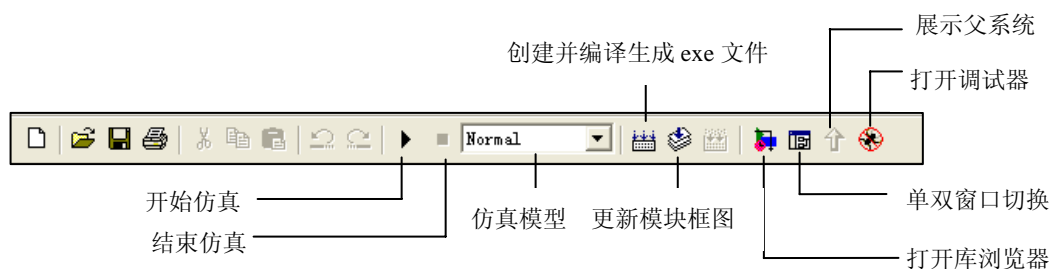 展示父系统
创建并编译生成 exe 文件
打开调试器
Normal
开始仿真
仿真模型
更新模块框图
单双窗口切换
结束仿真
打开库浏览器